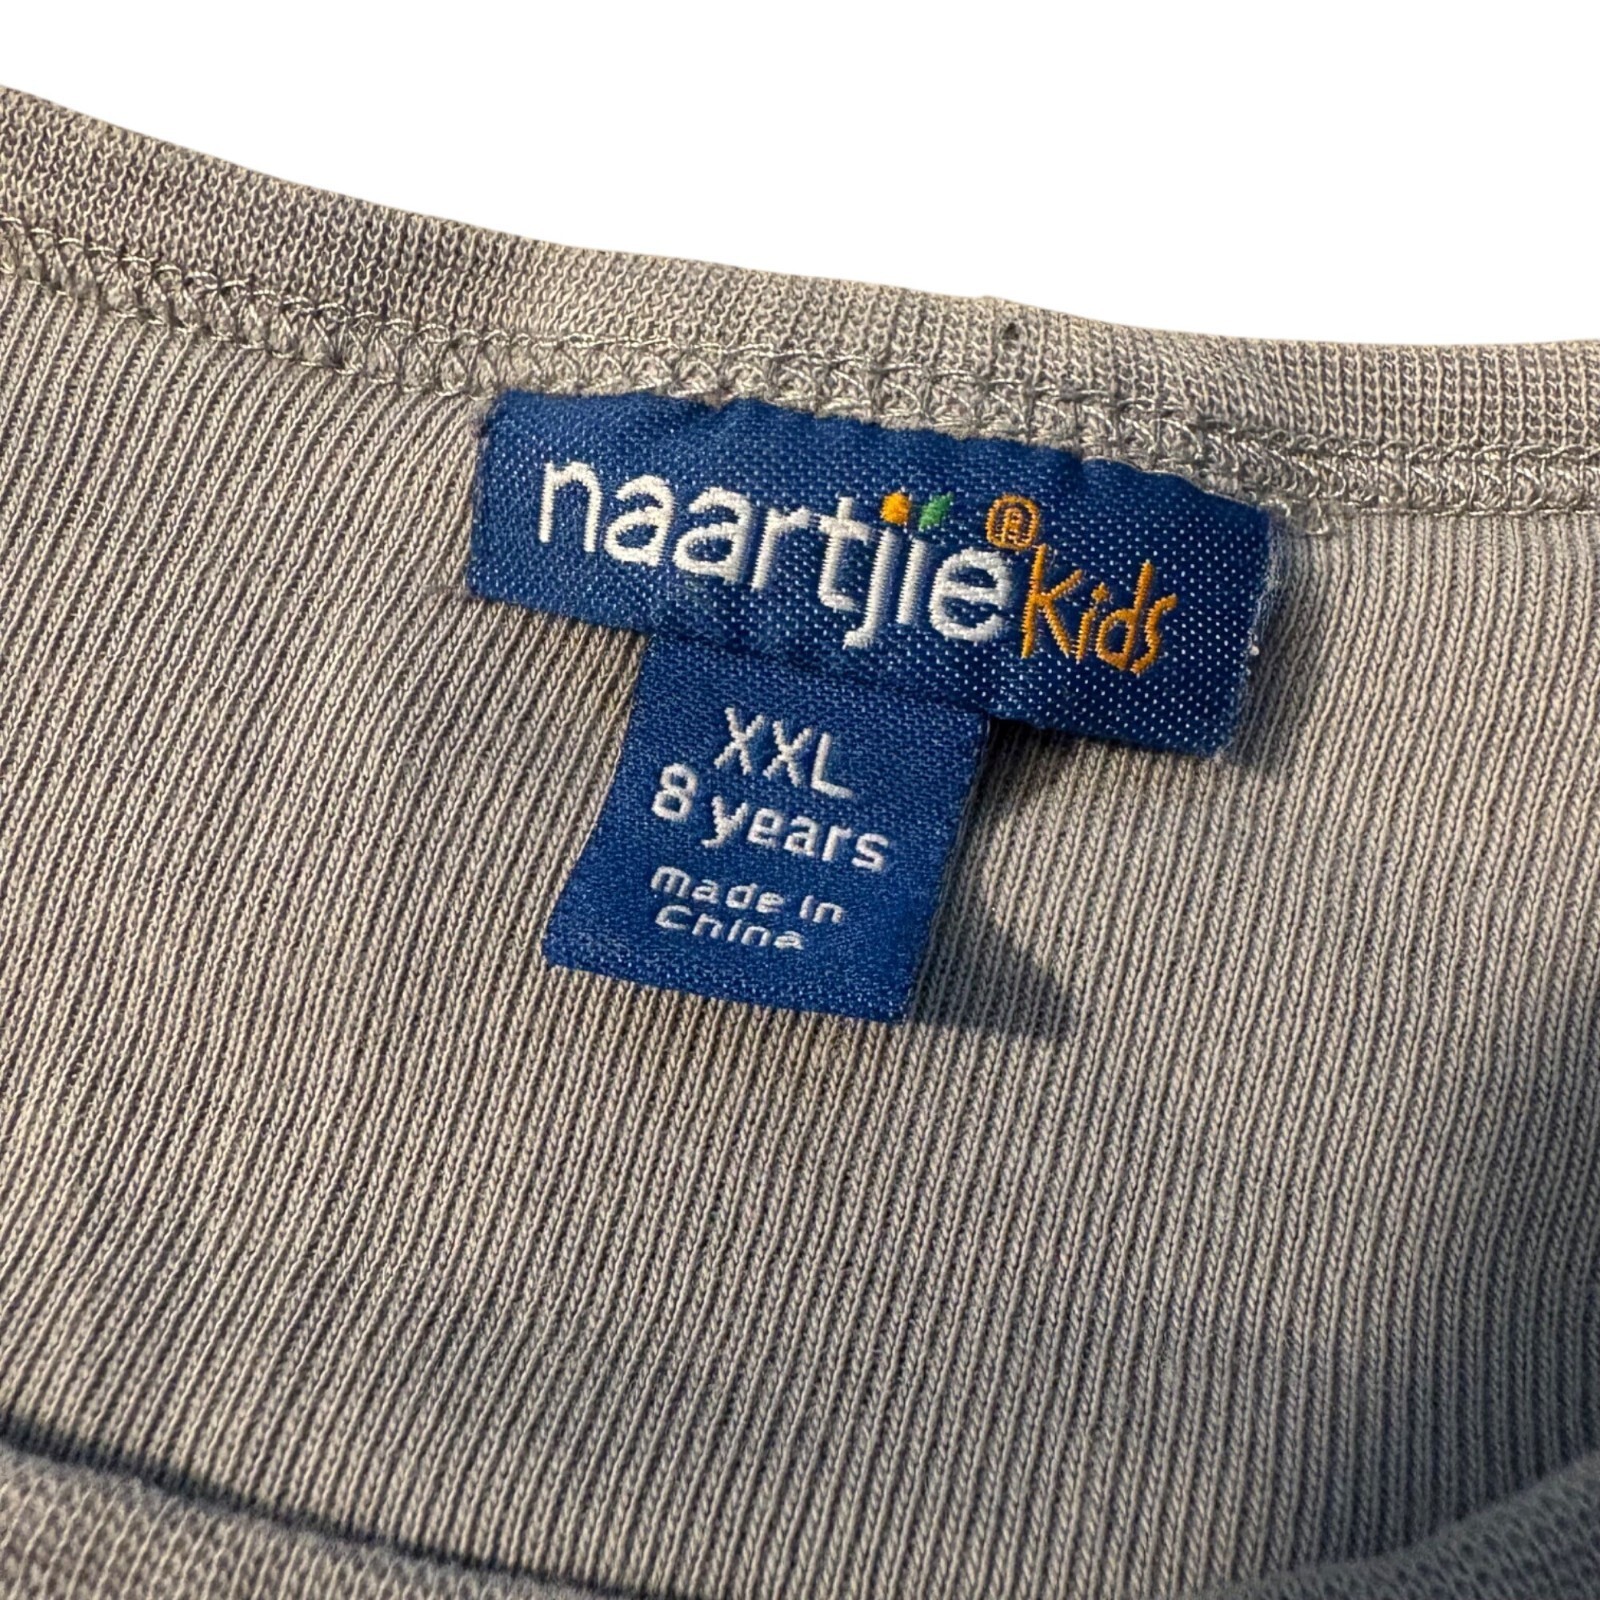 naartjie® kids
XXL
8 years
made in
China